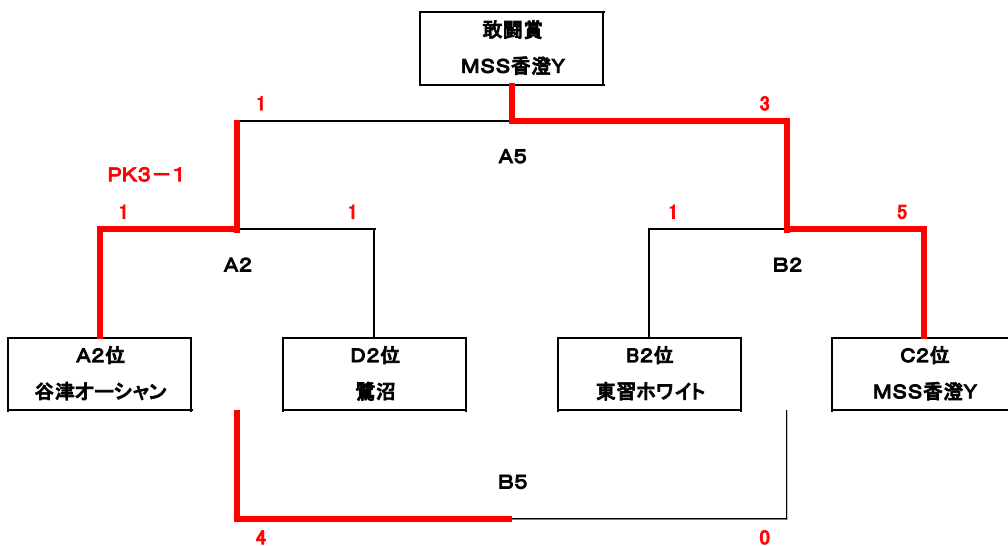 敢闘賞
MSS香澄Y
1
3
A5
PK3-1
1
1
1
5
A2
B2
A2位
谷津オーシャン
D2位
鷺沼
B2位
東習ホワイト
C2位
MSS香澄Y
B5
4
0